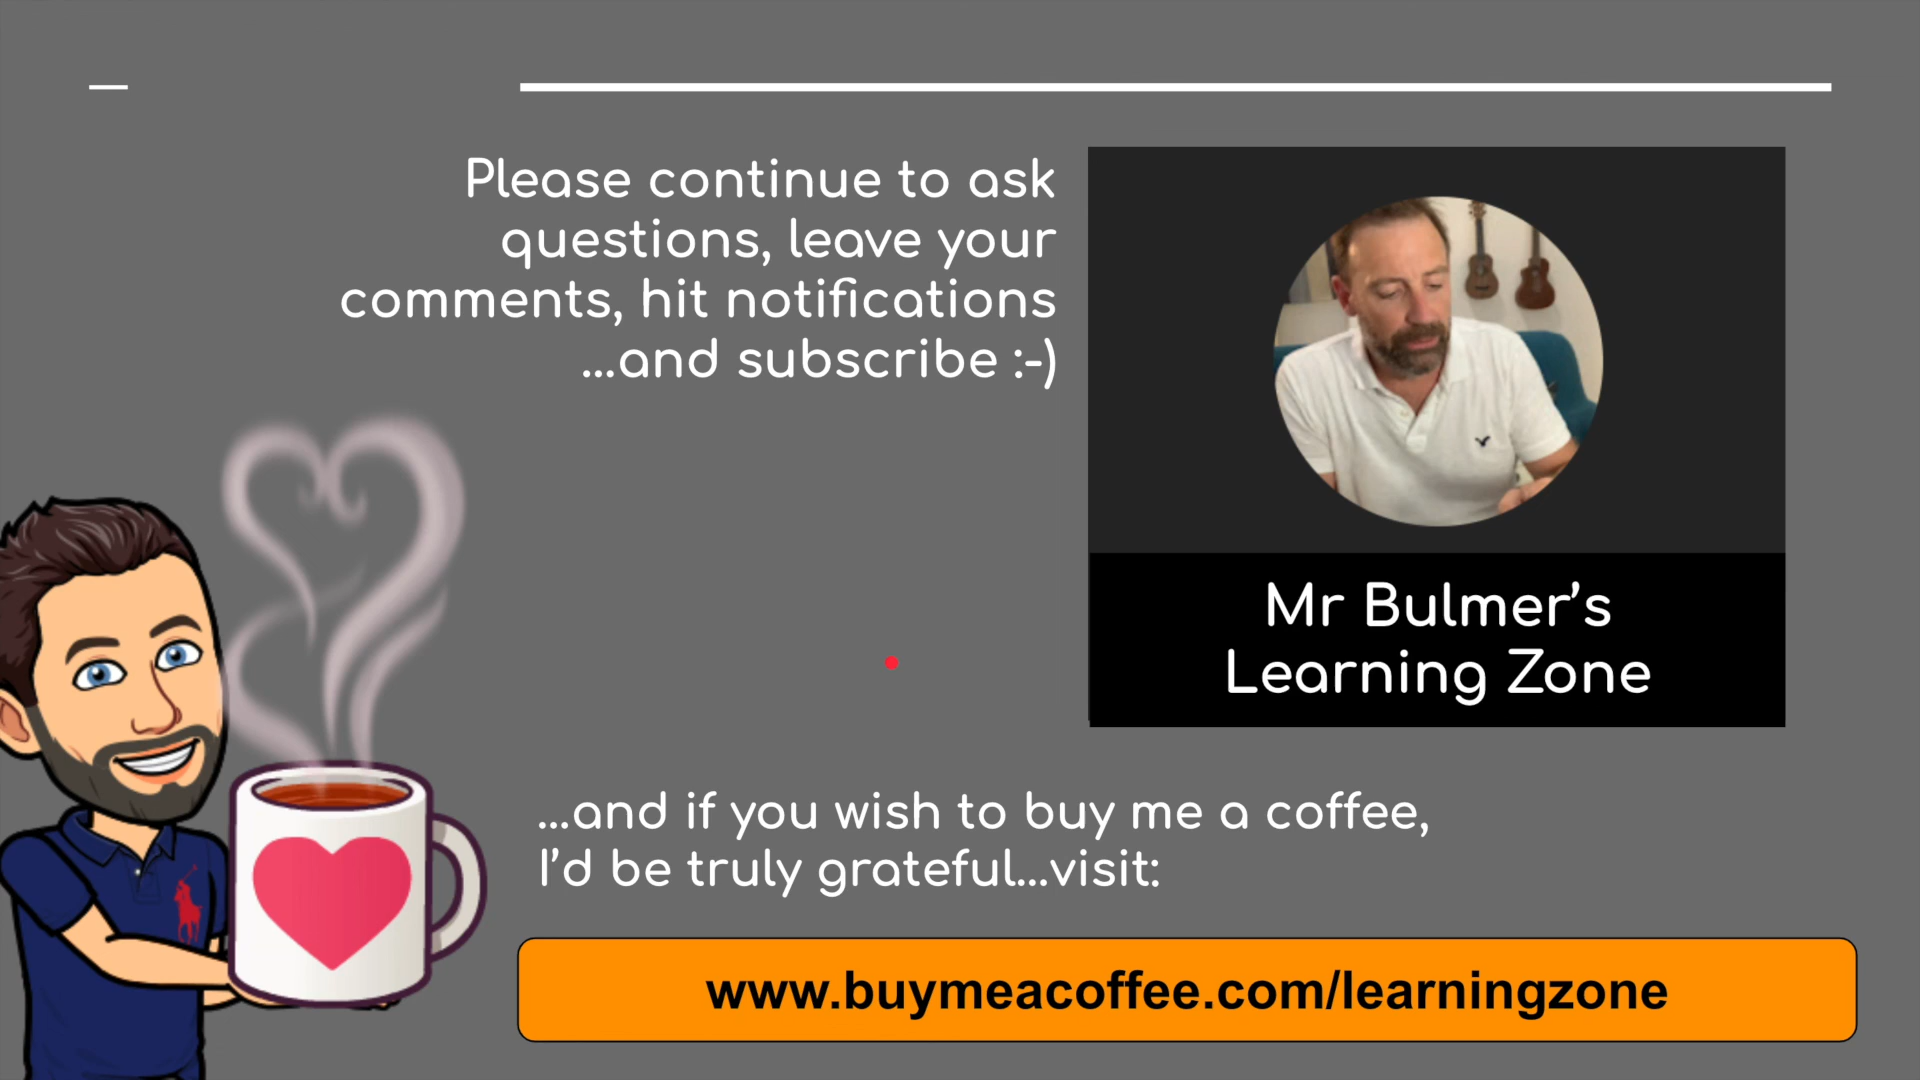 Please continue to ask
questions, leave your
comments, hit notifications
...and subscribe :-)
Mr Bulmer’s
Learning Zone
...and if you wish to buy me a coffee,
I’d be truly grateful...visit:
www.buymeacoffee.com/learningzone